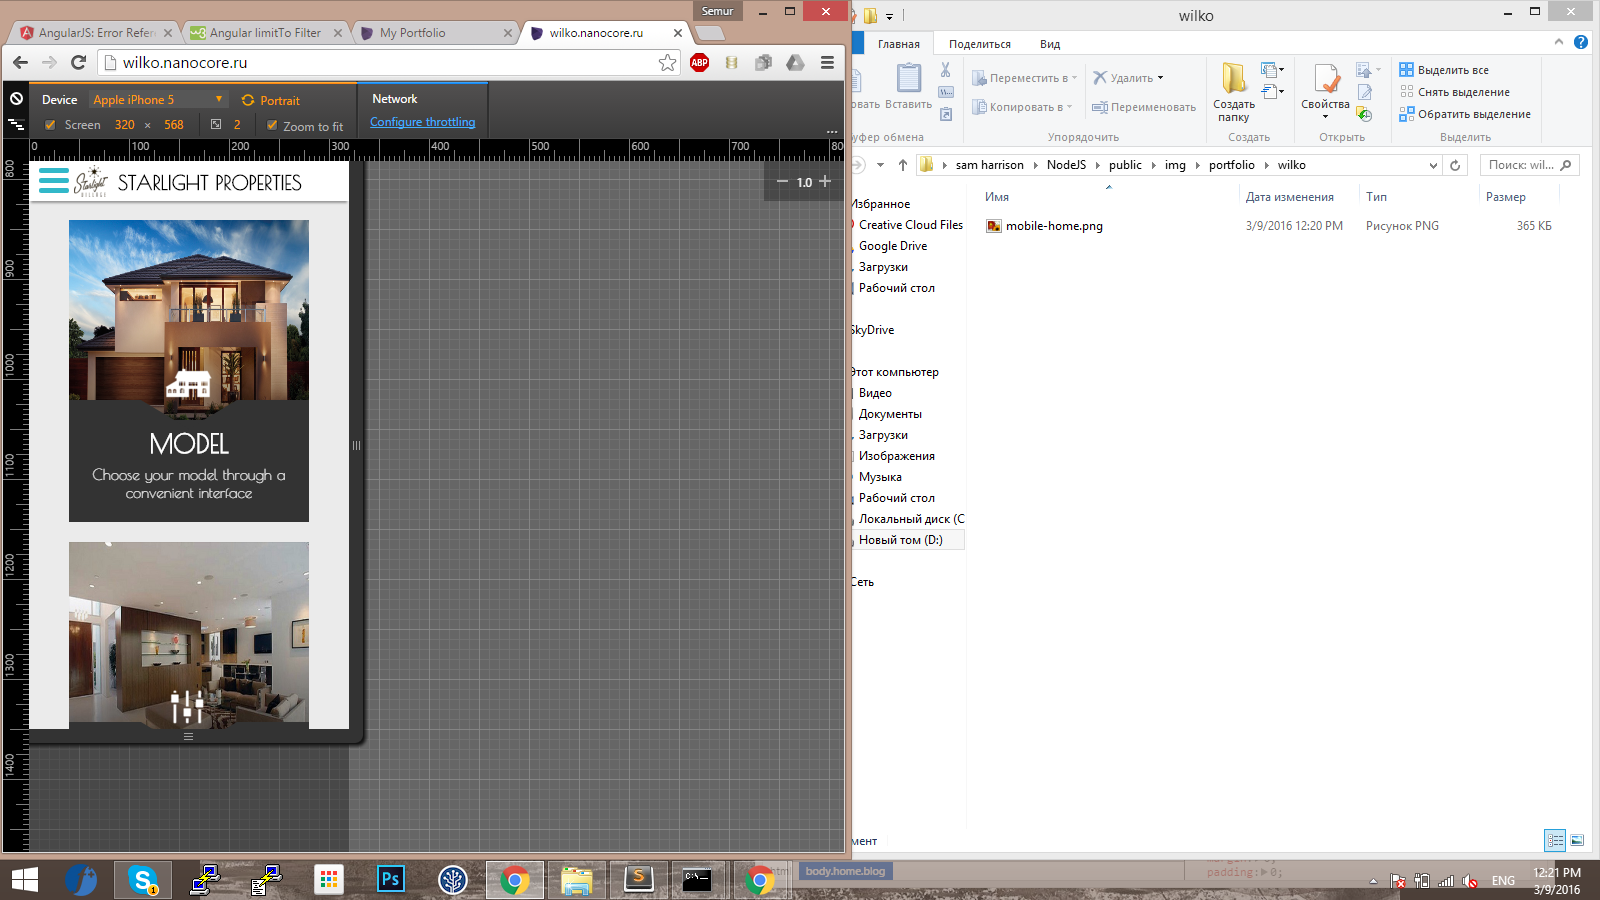 Semur
AngularJS: Error Refer
Angular limitTo Filter
My Portfolio
wilko.nanocore.ru
wilko.nanocore.ru
ABP
Device
Apple iPhone 5
Portrait
Screen 320 × 568
2
Zoom to fit
Network
Configure throttling
...
0 100 200 300 400 500 600 700 80
800
900
1000
1100
1200
1300
1400
1.0
Starlight
VILLAGE
STARLIGHT PROPERTIES
MODEL
Choose your model through a
convenient interface
wilko
Главная
Поделиться
Вид
овать
Вставить
Переместить в
Копировать в
Удалить
Переименовать
Создать
папку
Свойства
Выделить все
Снять выделение
Обратить выделение
уфер обмена
Упорядочить
Создать
Открыть
Выделить
sam harrison
NodeJS
public
img
portfolio
wilko
Поиск: wil...
Имя
Дата изменения
Тип
Размер
mobile-home.png
3/9/2016 12:20 PM
Рисунок PNG
365 КБ
Избранное
Creative Cloud Files
Google Drive
Загрузки
Рабочий стол
SkyDrive
Этот компьютер
Видео
Документы
Загрузки
Изображения
Музыка
Рабочий стол
Локальный диск (C
Новый том (D:)
Сеть
мент
body.home.blog
padding: 0;
Ps
S
1
C:\
ENG
12:21 PM
3/9/2016